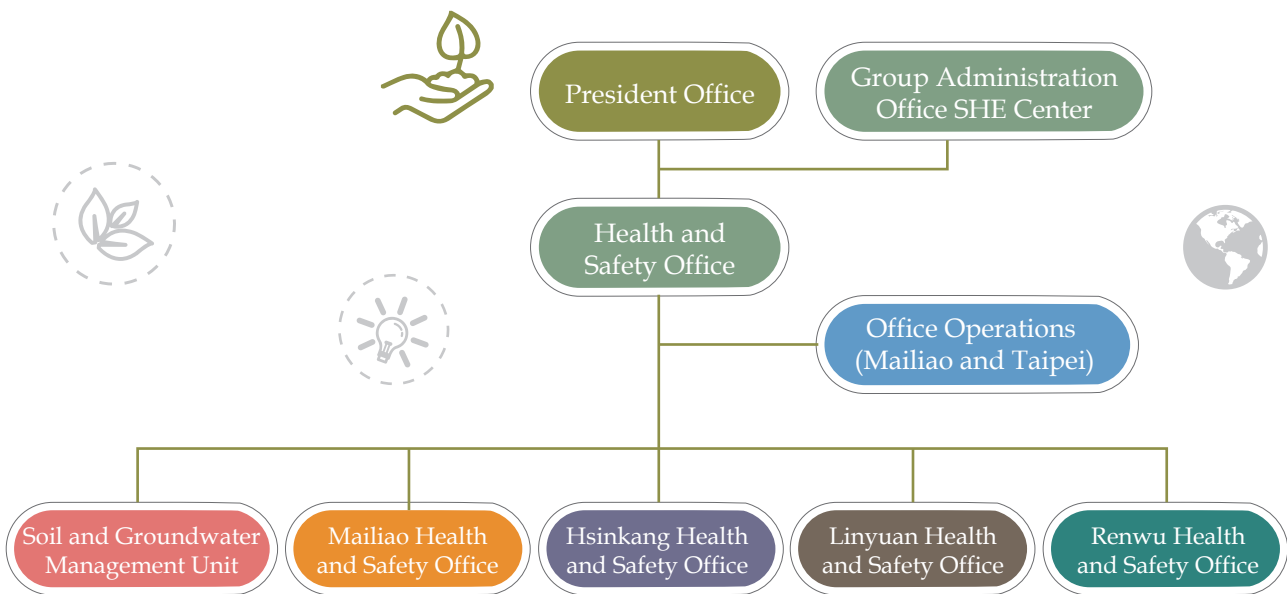 President Office
Group Administration
Office SHE Center
Health and
Safety Office
Office Operations
(Mailiao and Taipei)
Soil and Groundwater
Management Unit
Mailiao Health
and Safety Office
Hsinkang Health
and Safety Office
Linyuan Health
and Safety Office
Renwu Health
and Safety Office